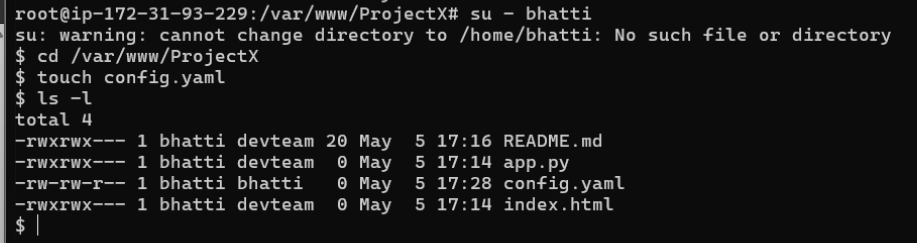 root@ip-172-31-93-229:/var/www/ProjectX# su - bhatti
su: warning: cannot change directory to /home/bhatti: No such file or directory
$ cd /var/www/ProjectX
$ touch config.yaml
$ ls -l
total 4
-rwxrwx--- 1 bhatti devteam 20 May  5 17:16 README.md
-rwxrwx--- 1 bhatti devteam  0 May  5 17:14 app.py
-rw-rw-r-- 1 bhatti bhatti   0 May  5 17:28 config.yaml
-rwxrwx--- 1 bhatti devteam  0 May  5 17:14 index.html
$